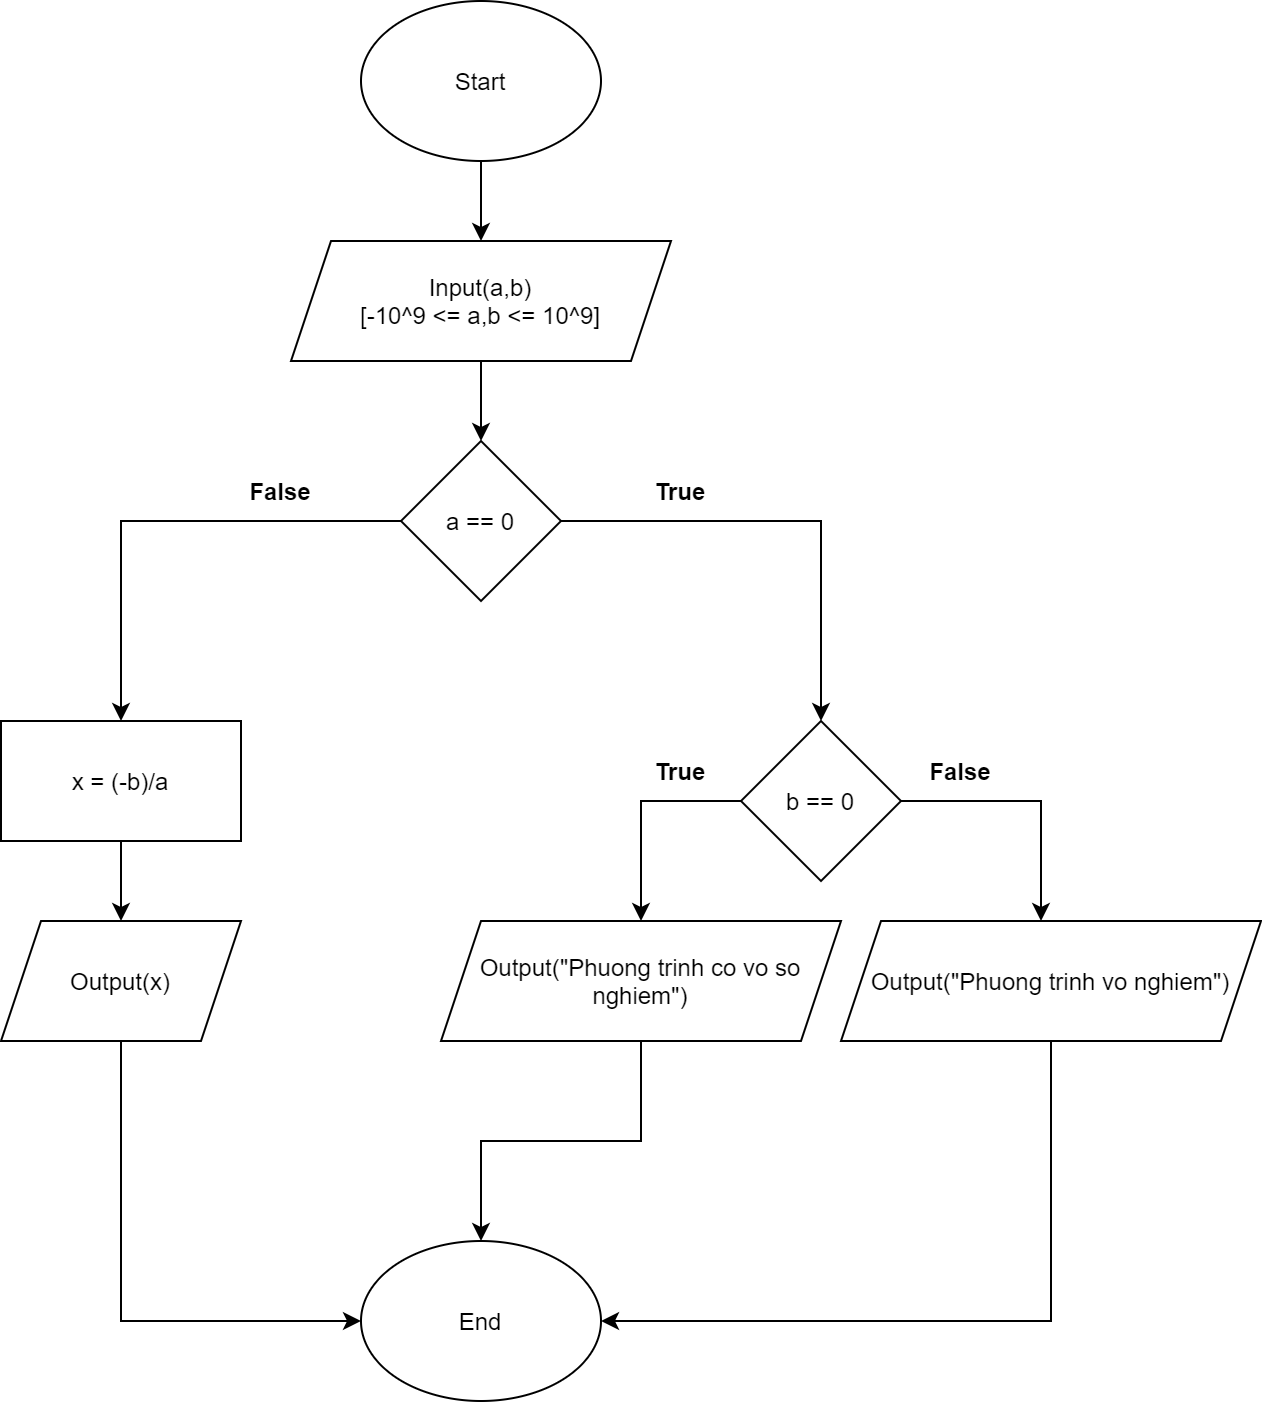 Start
Input(a,b)
[-10^9 <= a,b <= 10^9]
False
True
a == 0
x = (-b)/a
True
False
b == 0
Output(x)
Output("Phuong trinh co vo so
nghiem")
Output("Phuong trinh vo nghiem")
End